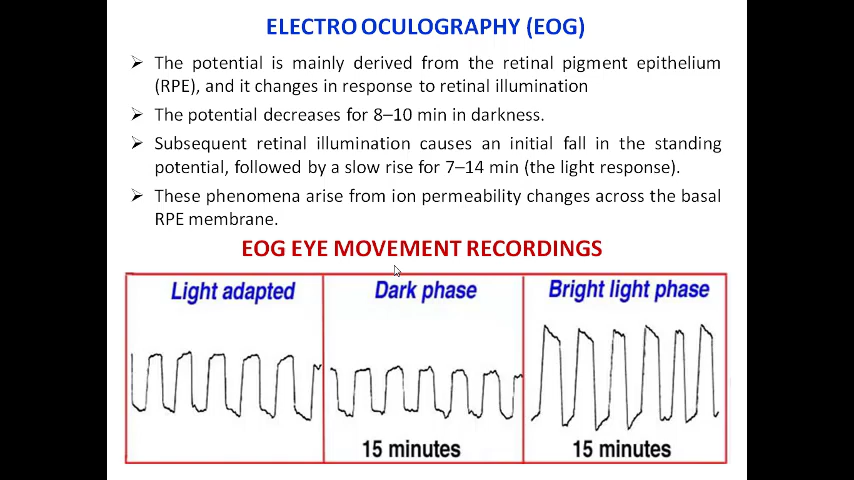 ELECTRO OCULOGRAPHY (EOG)
➢ The potential is mainly derived from the retinal pigment epithelium
(RPE), and it changes in response to retinal illumination
➢ The potential decreases for 8–10 min in darkness.
➢ Subsequent retinal illumination causes an initial fall in the standing
potential, followed by a slow rise for 7–14 min (the light response).
➢ These phenomena arise from ion permeability changes across the basal
RPE membrane.
EOG EYE MOVEMENT RECORDINGS
Light adapted
Dark phase
Bright light phase
15 minutes
15 minutes